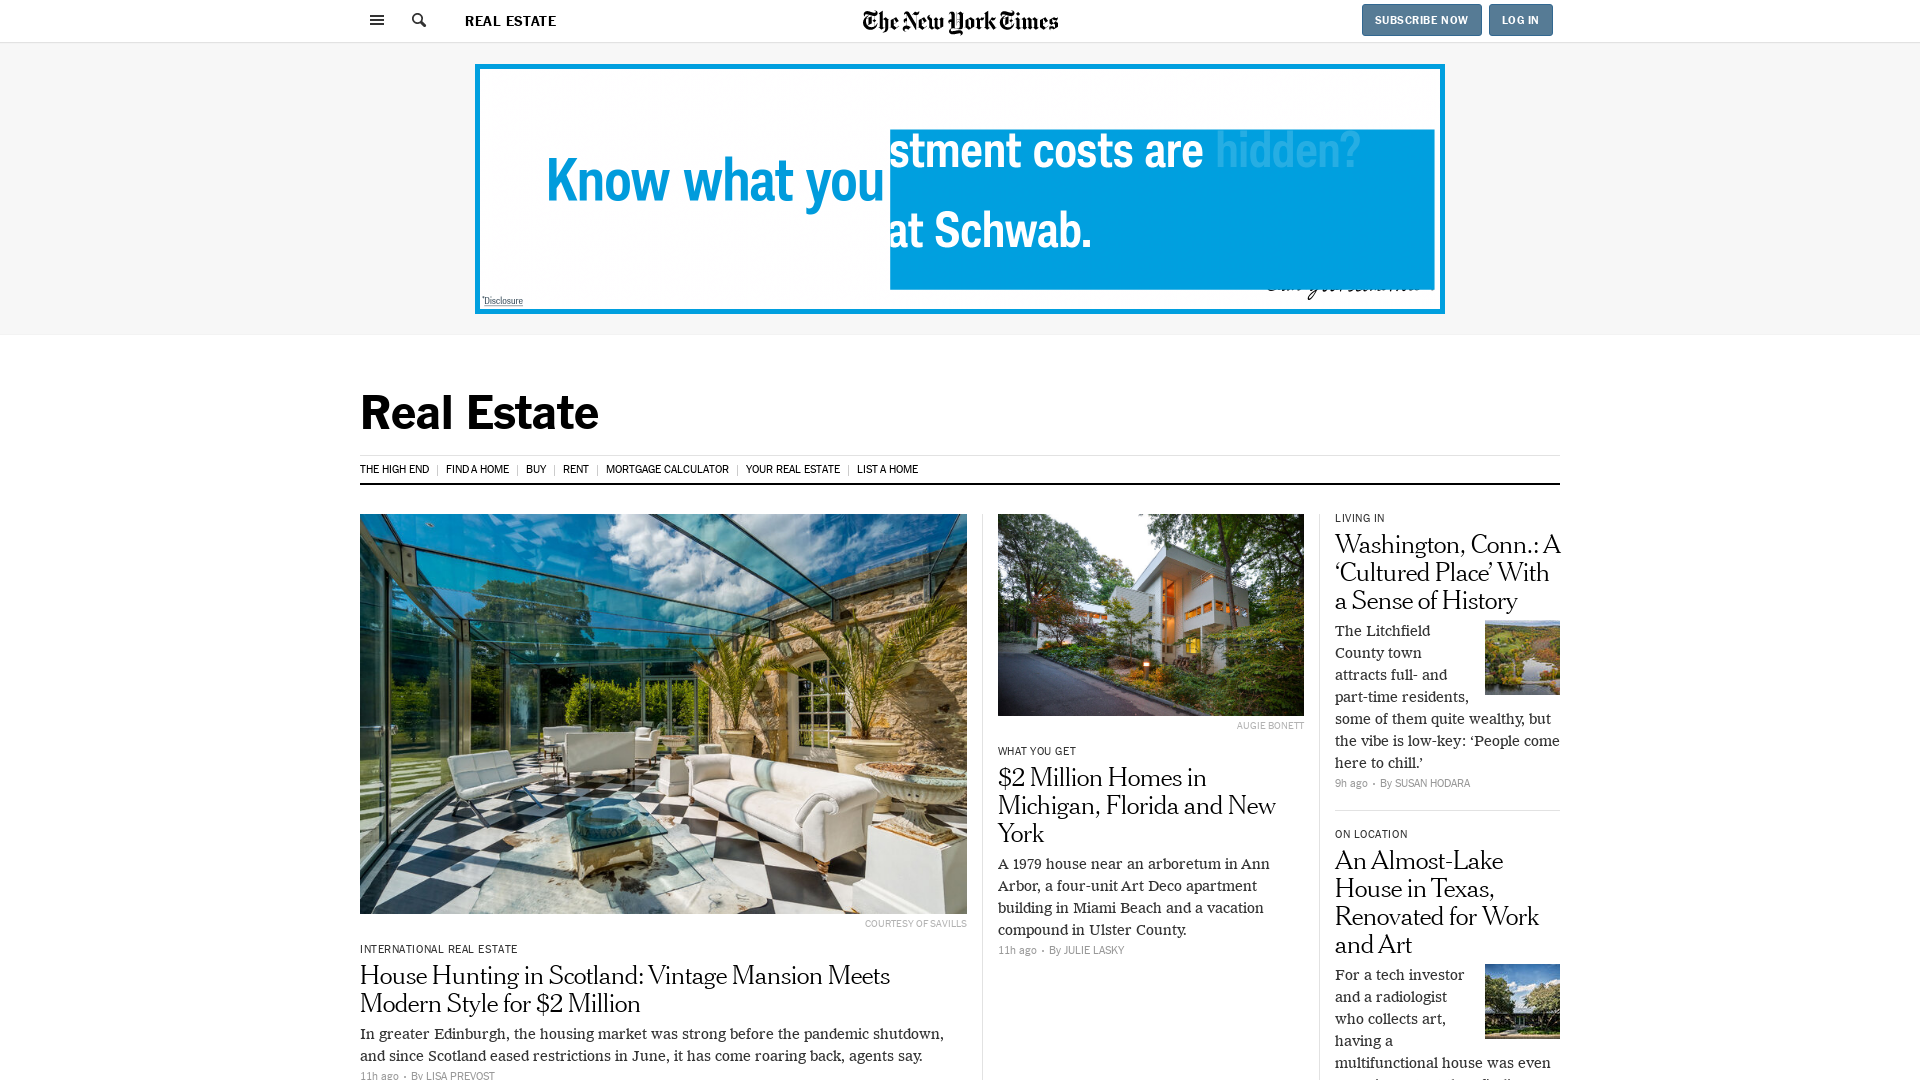 REAL ESTATE
The New York Times
SUBSCRIBE NOW
LOG IN
Know what you
stment costs are hidden?
at Schwab.
*Disclosure
Real Estate
THE HIGH END
FIND A HOME
BUY
RENT
MORTGAGE CALCULATOR
YOUR REAL ESTATE
LIST A HOME
COURTESY OF SAVILLS
INTERNATIONAL REAL ESTATE
House Hunting in Scotland: Vintage Mansion Meets
Modern Style for $2 Million
In greater Edinburgh, the housing market was strong before the pandemic shutdown,
and since Scotland eased restrictions in June, it has come roaring back, agents say.
11h ago · By LISA PREVOST
AUGIE BONETT
WHAT YOU GET
$2 Million Homes in
Michigan, Florida and New
York
A 1979 house near an arboretum in Ann
Arbor, a four-unit Art Deco apartment
building in Miami Beach and a vacation
compound in Ulster County.
11h ago · By JULIE LASKY
LIVING IN
Washington, Conn.: A
‘Cultured Place’ With
a Sense of History
The Litchfield
County town
attracts full- and
part-time residents,
some of them quite wealthy, but
the vibe is low-key: ‘People come
here to chill.’
9h ago · By SUSAN HODARA
ON LOCATION
An Almost-Lake
House in Texas,
Renovated for Work
and Art
For a tech investor
and a radiologist
who collects art,
having a
multifunctional house was even